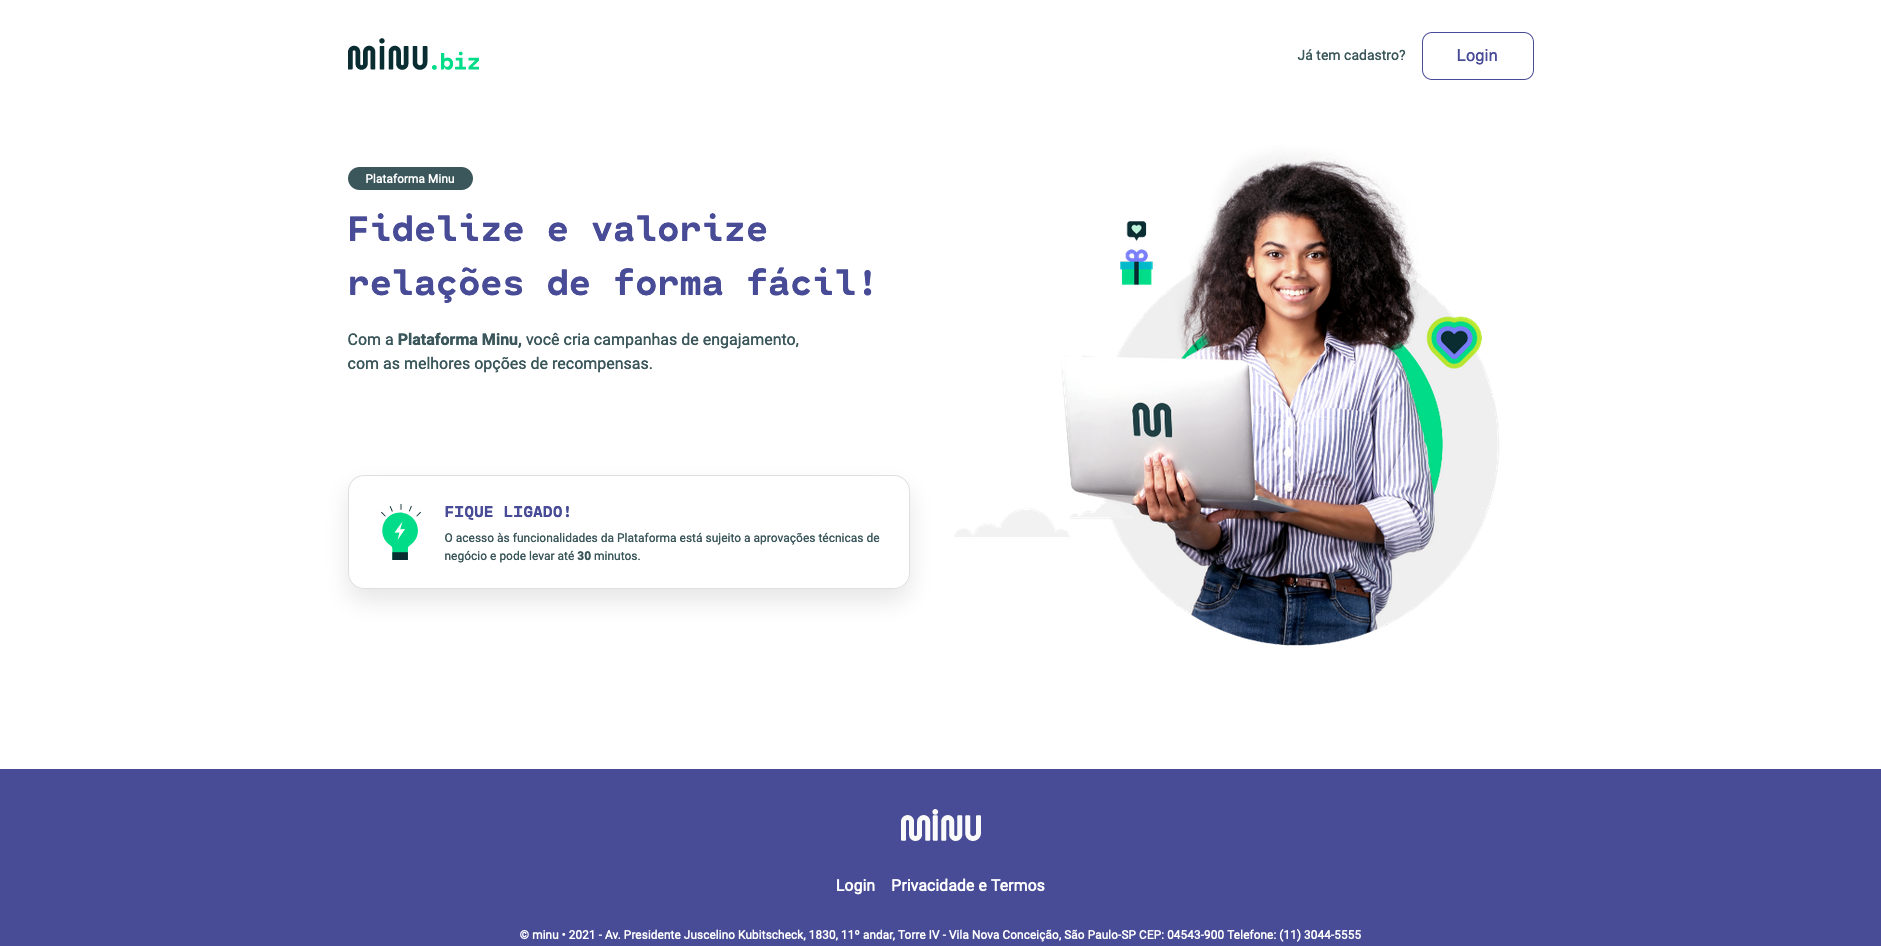 minu.biz
Já tem cadastro?
Login
Plataforma Minu
Fidelize e valorize
relações de forma fácil!
Com a Plataforma Minu, você cria campanhas de engajamento,
com as melhores opções de recompensas.
M
FIQUE LIGADO!
O acesso às funcionalidades da Plataforma está sujeito a aprovações técnicas de
negócio e pode levar até 30 minutos.
minu
Login Privacidade e Termos
© minu • 2021 - Av. Presidente Juscelino Kubitscheck, 1830, 11º andar, Torre IV - Vila Nova Conceição, São Paulo-SP CEP: 04543-900 Telefone: (11) 3044-5555